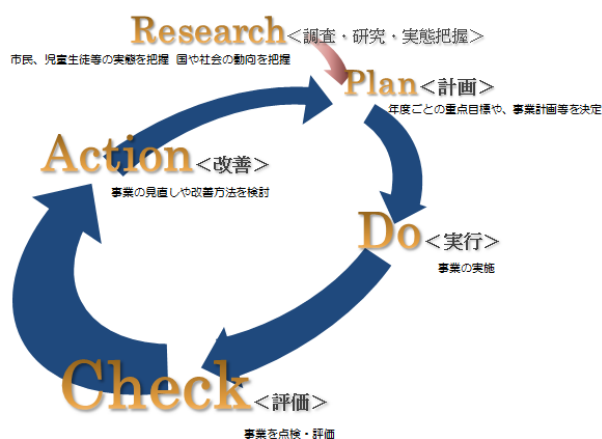 Research＜調査・研究・実態把握＞
市民、児童生徒等の実態を把握 国や社会の動向を把握
Plan＜計画＞
年度ごとの重点目標や、事業計画等を決定
Action＜改善＞
事業の見直しや改善方法を検討
Do＜実行＞
事業の実施
Check＜評価＞
事業を点検・評価